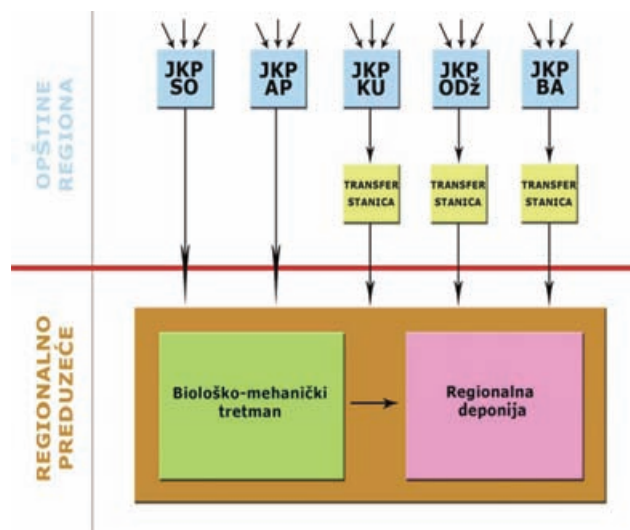 OPŠTINE
REGIONA
JKP
SO
JKP
AP
JKP
KU
JKP
ODž
JKP
BA
TRANSFER
STANICA
TRANSFER
STANICA
TRANSFER
STANICA
REGIONALNO
PREDUZEĆE
Biološko-mehanički
tretman
Regionalna
deponija